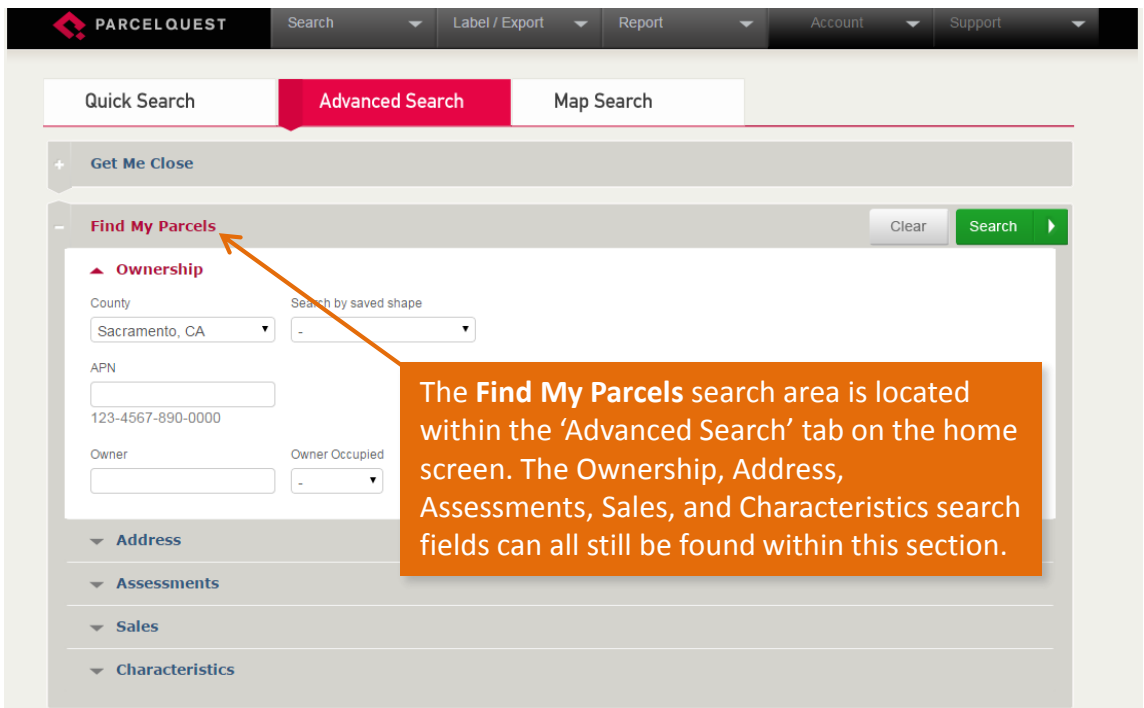 PARCELQUEST Search Label / Export Report Account Support
Quick Search Advanced Search Map Search
+ Get Me Close
- Find My Parcels Clear Search
Ownership
County Search by saved shape
Sacramento, CA -
APN
123-4567-890-0000
Owner Owner Occupied
-
The Find My Parcels search area is located
within the ‘Advanced Search’ tab on the home
screen. The Ownership, Address,
Assessments, Sales, and Characteristics search
fields can all still be found within this section.
Address
Assessments
Sales
Characteristics